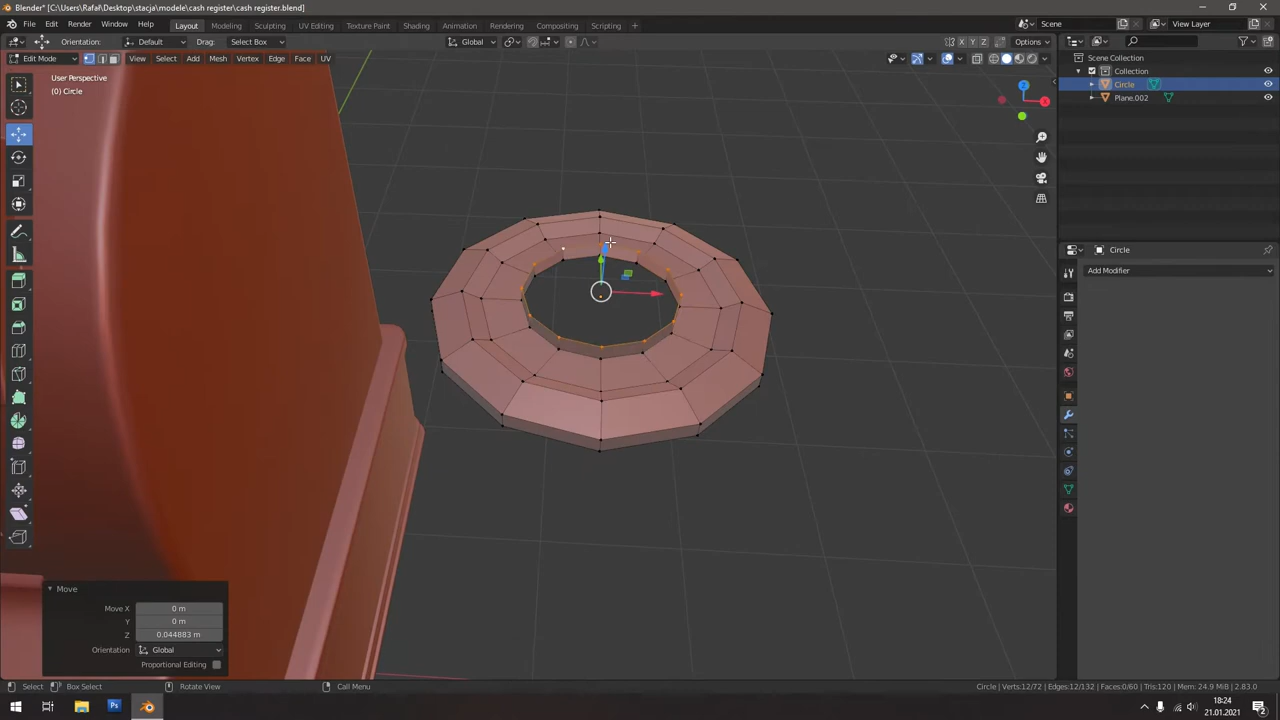 Blender* [C:\Users\Rafał\Desktop\stacja\modele\cash register\cash register.blend]
File Edit Render Window Help Layout Modeling Sculpting UV Editing Texture Paint Shading Animation Rendering Compositing Scripting Scene View Layer
Orientation: Default Drag: Select Box Global X Y Z Options
Edit Mode View Select Add Mesh Vertex Edge Face UV
User Perspective
(0) Circle
Scene Collection
Collection
Circle
Plane.002
Z
X
Circle
Add Modifier
Move
Move X 0 m
Y 0 m
Z 0.044883 m
Orientation Global
Proportional Editing
Select Box Select Rotate View Call Menu Circle | Verts:12/72 | Edges:12/132 | Faces:0/60 | Tris:120 | Mem: 24.9 MiB | 2.83.0
Ps
18:24
21.01.2021
2